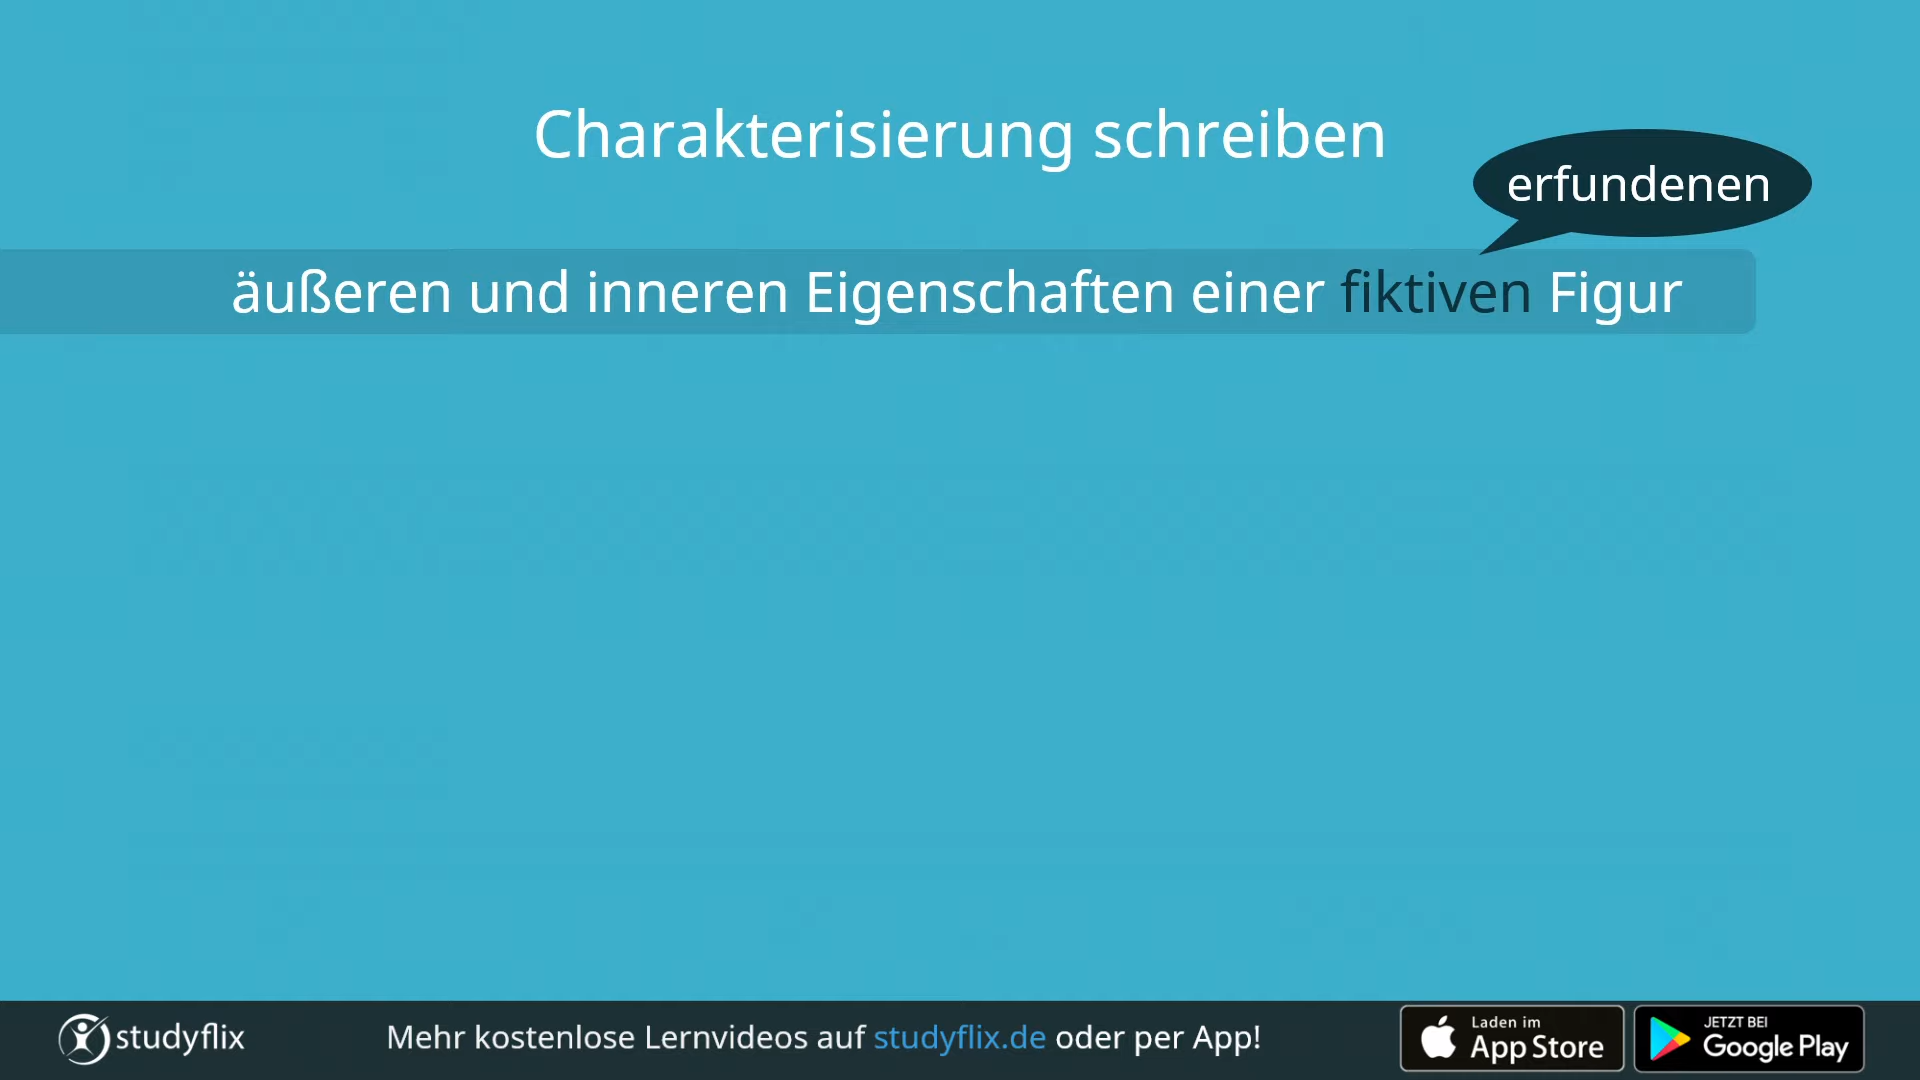 Charakterisierung schreiben
erfundenen
äußeren und inneren Eigenschaften einer fiktiven Figur
studyflix
Mehr kostenlose Lernvideos auf studyflix.de oder per App!
Laden im
App Store
JETZT BEI
Google Play